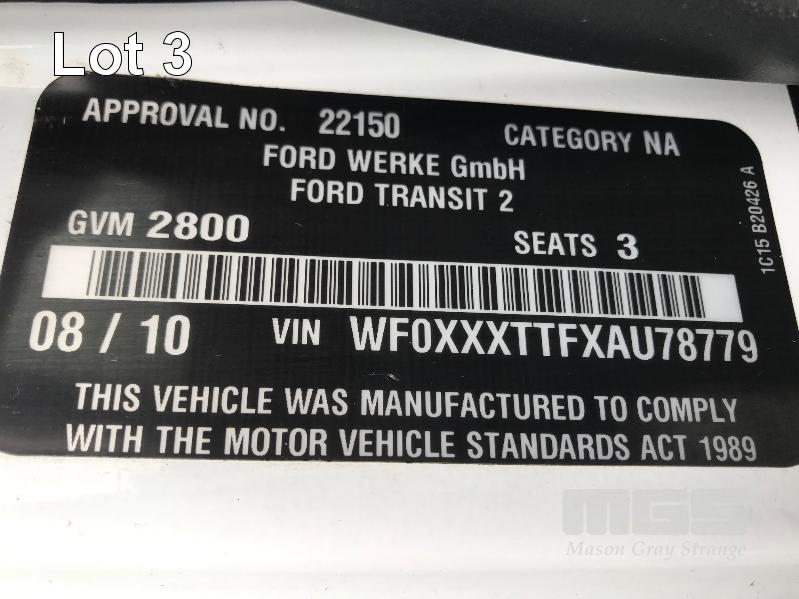 Lot 3
APPROVAL NO. 22150 CATEGORY NA
FORD WERKE GmbH
FORD TRANSIT 2
GVM 2800 SEATS 3
08 / 10 VIN WF0XXXTTFXAU78779
THIS VEHICLE WAS MANUFACTURED TO COMPLY
WITH THE MOTOR VEHICLE STANDARDS ACT 1989
1C15 B20426 A
MGS
Mason Gray Strange